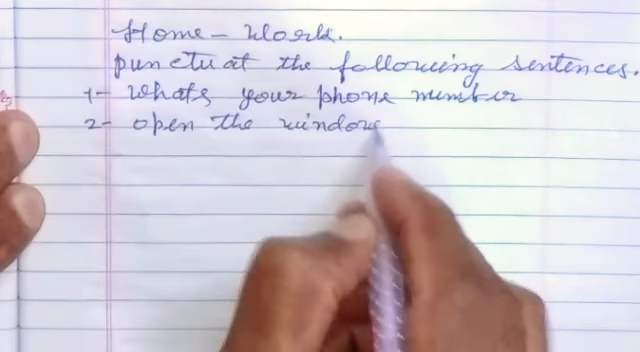 Home - Work.
punctuat the following sentences.
1- whats your phone number
2- open the window